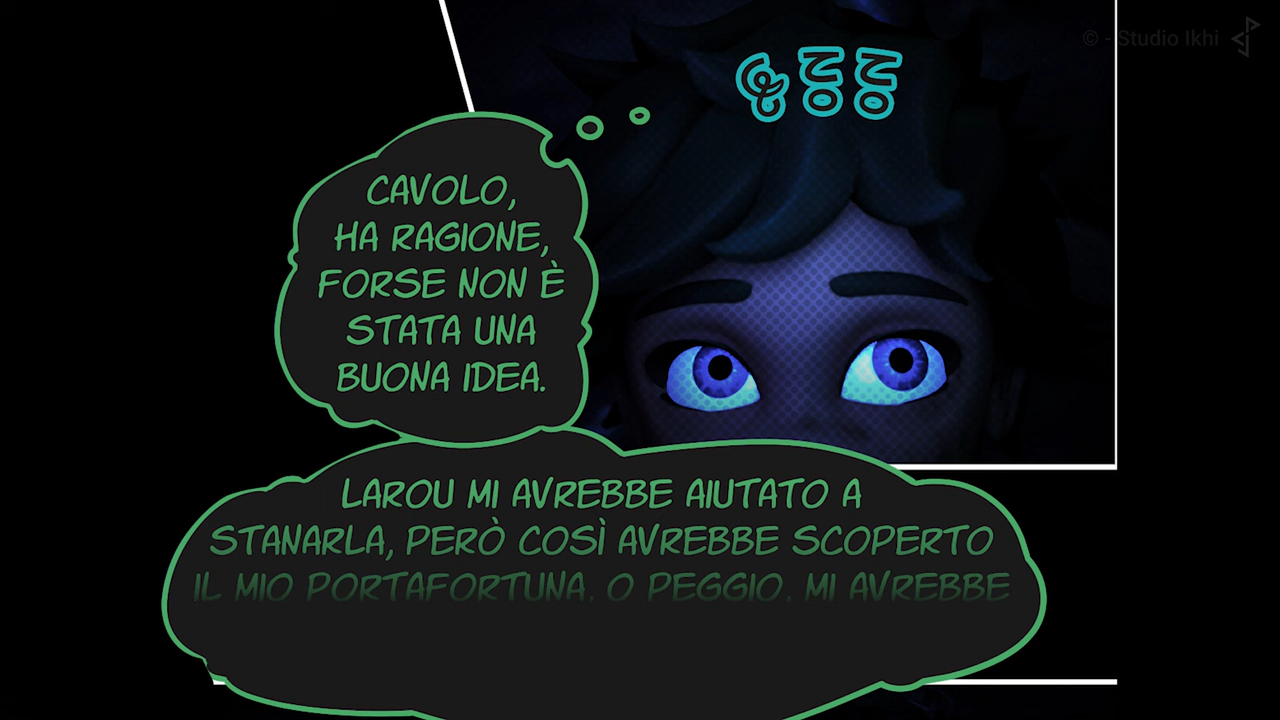 © - Studio Ikhi
CAVOLO,
HA RAGIONE,
FORSE NON È
STATA UNA
BUONA IDEA.
LAROU MI AVREBBE AIUTATO A
STANARLA, PERÒ COSÌ AVREBBE SCOPERTO
IL MIO PORTAFORTUNA. O PEGGIO, MI AVREBBE